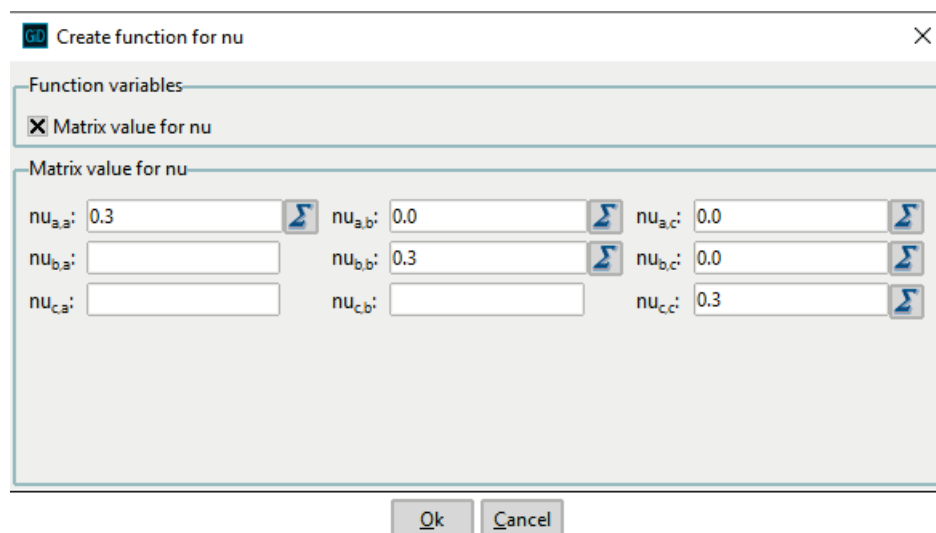 GiD Create function for nu
Function variables
Matrix value for nu
Matrix value for nu
nua,a: 0.3 Σ nua,b: 0.0 Σ nua,c: 0.0 Σ
nub,a: nub,b: 0.3 Σ nub,c: 0.0 Σ
nuc,a: nuc,b: nuc,c: 0.3 Σ
Ok Cancel